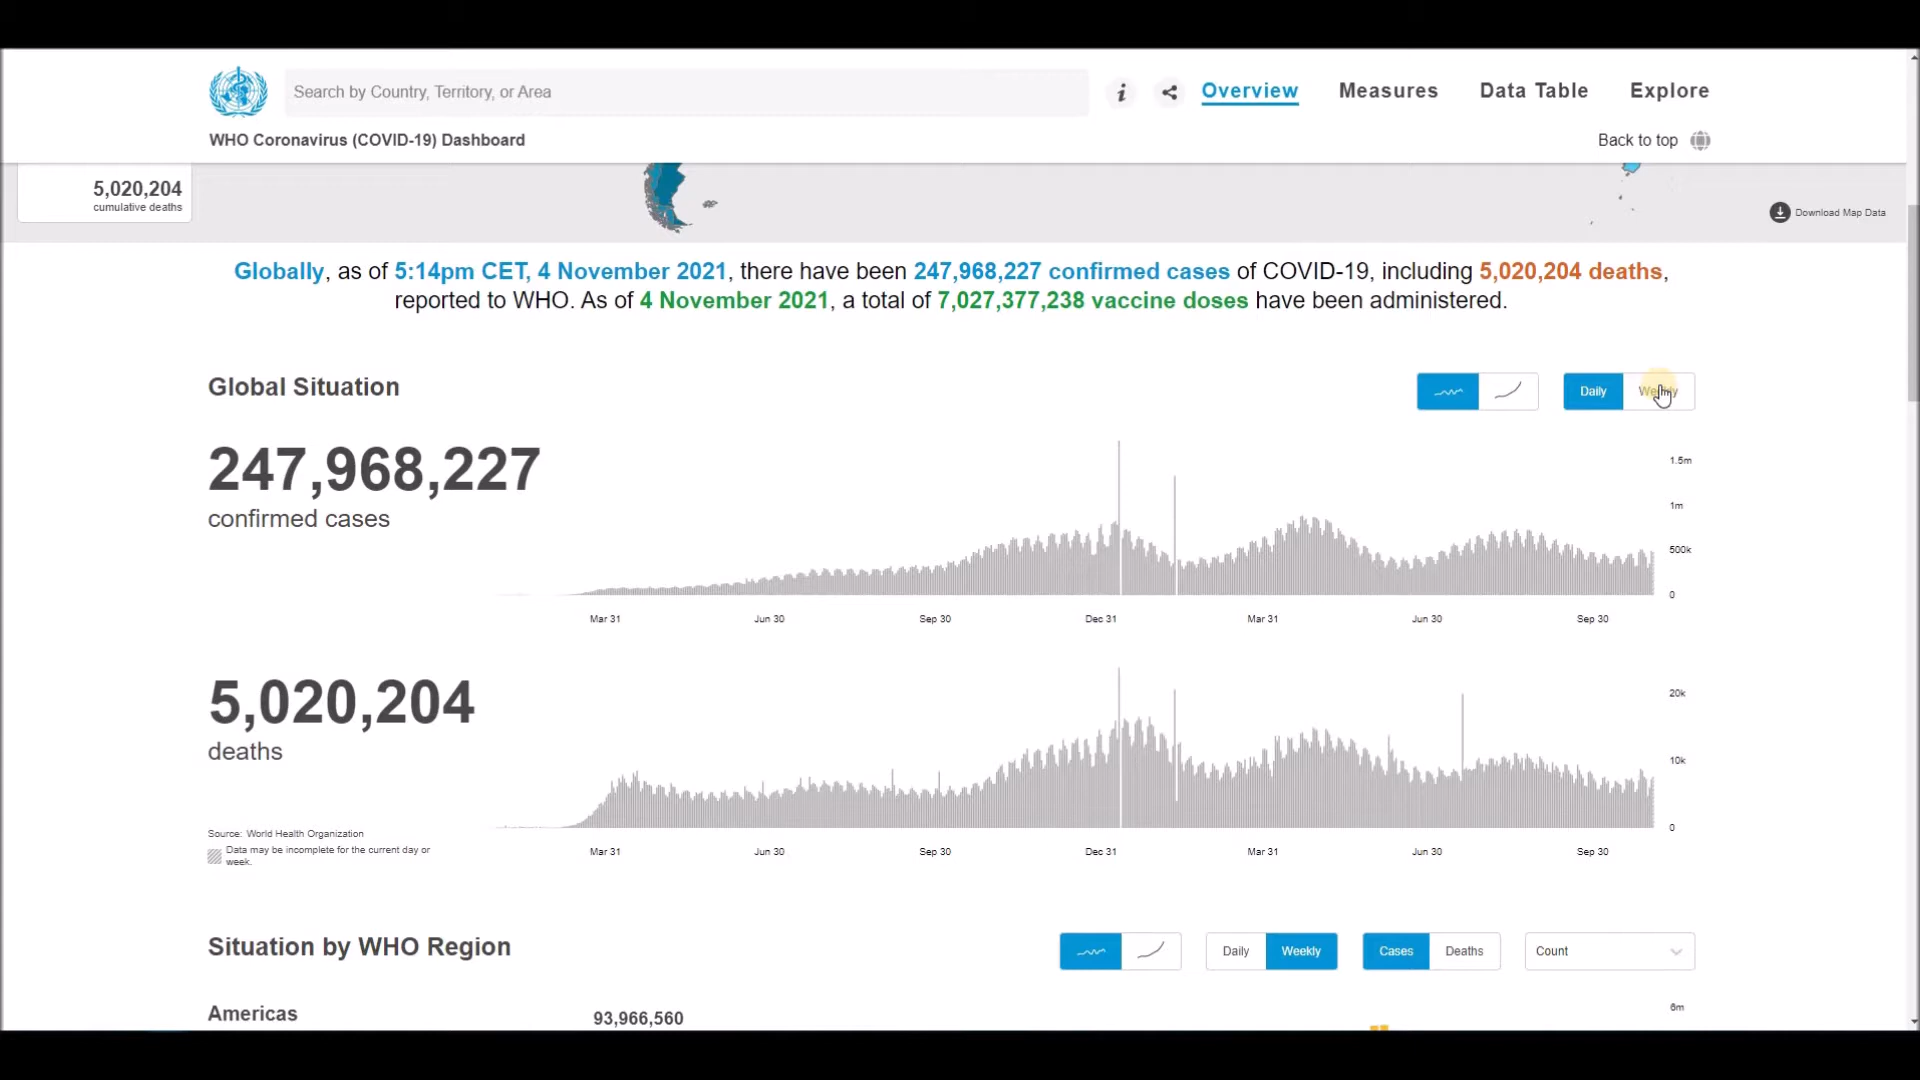 Search by Country, Territory, or Area
Overview
Measures
Data Table
Explore
WHO Coronavirus (COVID-19) Dashboard
Back to top
5,020,204
cumulative deaths
Download Map Data
Globally, as of 5:14pm CET, 4 November 2021, there have been 247,968,227 confirmed cases of COVID-19, including 5,020,204 deaths,
reported to WHO. As of 4 November 2021, a total of 7,027,377,238 vaccine doses have been administered.
Global Situation
Daily
Weekly
247,968,227
confirmed cases
1.5m
1m
500k
0
Mar 31
Jun 30
Sep 30
Dec 31
Mar 31
Jun 30
Sep 30
5,020,204
deaths
20k
10k
0
Source: World Health Organization
Data may be incomplete for the current day or
week.
Mar 31
Jun 30
Sep 30
Dec 31
Mar 31
Jun 30
Sep 30
Situation by WHO Region
Daily
Weekly
Cases
Deaths
Count
Americas
93,966,560
6m